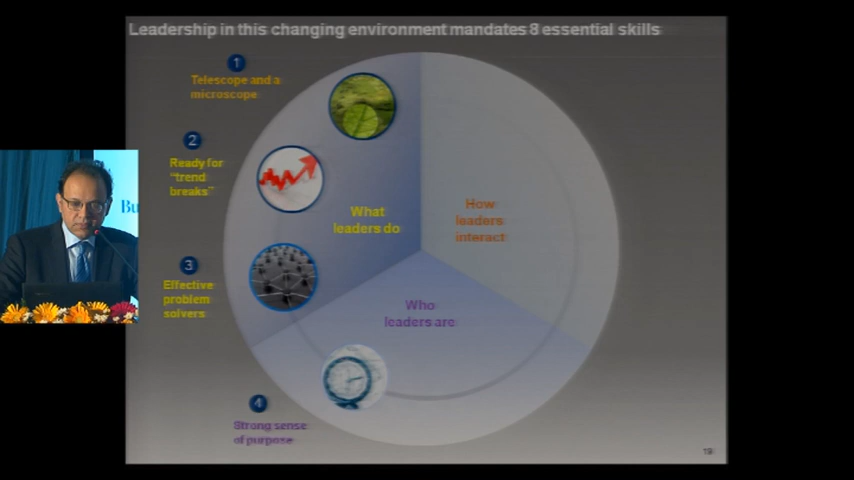 Leadership in this changing environment mandates 8 essential skills
1
Telescope and a
microscope
2
Ready for
"trend
breaks"
What
leaders do
How
leaders
interact
3
Effective
problem
solvers
Who
leaders are
4
Strong sense
of purpose
19